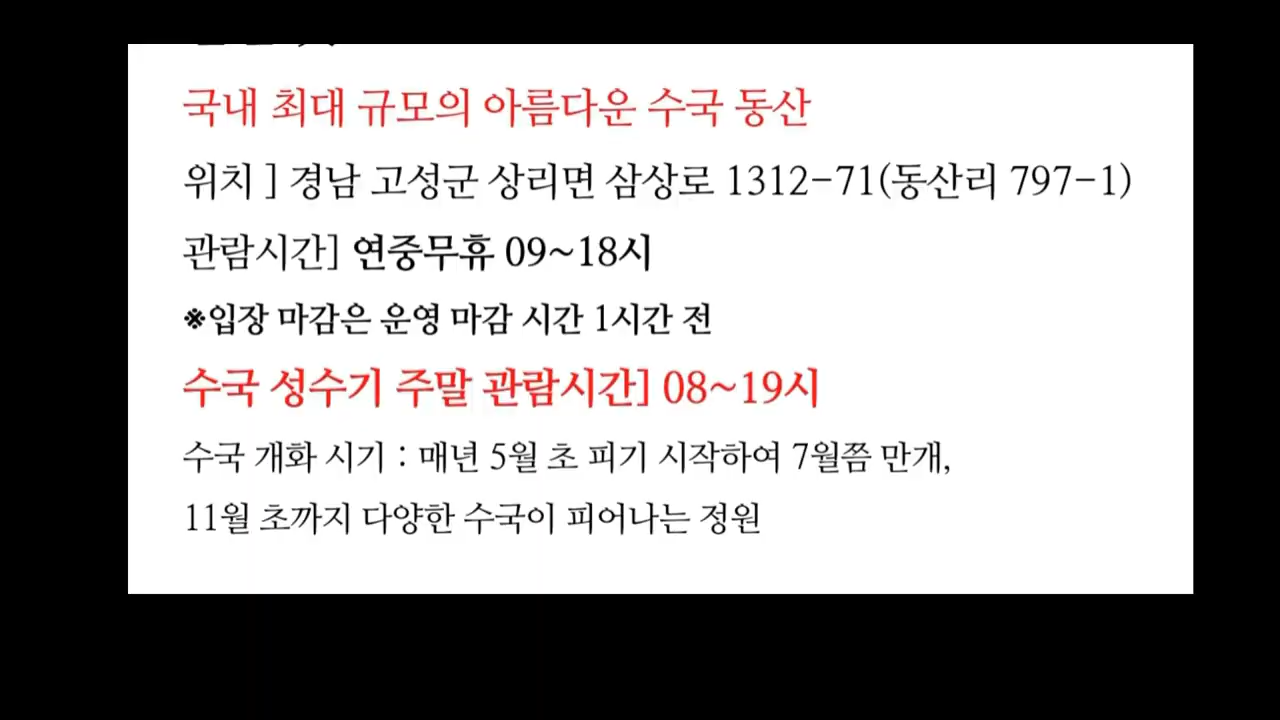 국내 최대 규모의 아름다운 수국 동산
위치 ] 경남 고성군 상리면 삼상로 1312-71(동산리 797-1)
관람시간] 연중무휴 09~18시
※입장 마감은 운영 마감 시간 1시간 전
수국 성수기 주말 관람시간] 08~19시
수국 개화 시기 : 매년 5월 초 피기 시작하여 7월쯤 만개,
11월 초까지 다양한 수국이 피어나는 정원